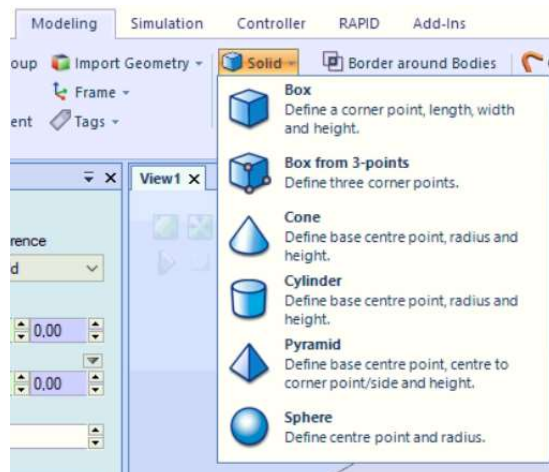 Modeling Simulation Controller RAPID Add-Ins
Import Geometry Solid Border around Bodies
Frame
Tags
View1
Box
Define a corner point, length, width
and height.
Box from 3-points
Define three corner points.
Cone
Define base centre point, radius and
height.
Cylinder
Define base centre point, radius and
height.
Pyramid
Define base centre point, centre to
corner point/side and height.
Sphere
Define centre point and radius.
0,00
0,00